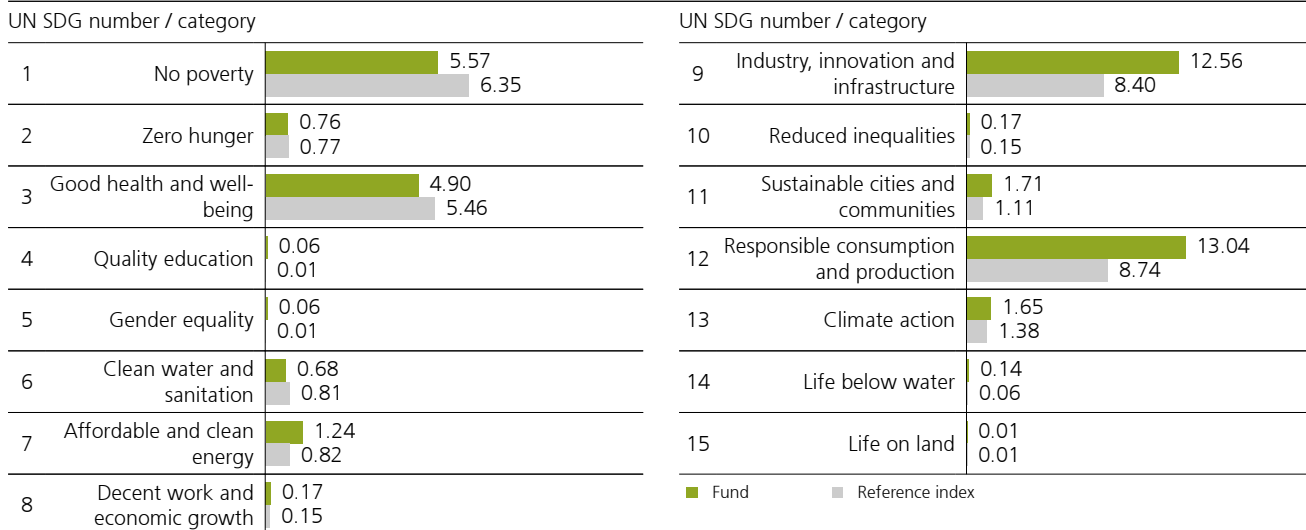 UN SDG number / category
1
No poverty
5.57
6.35
2
Zero hunger
0.76
0.77
3
Good health and well-
being
4.90
5.46
4
Quality education
0.06
0.01
5
Gender equality
0.06
0.01
6
Clean water and
sanitation
0.68
0.81
7
Affordable and clean
energy
1.24
0.82
8
Decent work and
economic growth
0.17
0.15
UN SDG number / category
9
Industry, innovation and
infrastructure
12.56
8.40
10
Reduced inequalities
0.17
0.15
11
Sustainable cities and
communities
1.71
1.11
12
Responsible consumption
and production
13.04
8.74
13
Climate action
1.65
1.38
14
Life below water
0.14
0.06
15
Life on land
0.01
0.01
Fund
Reference index